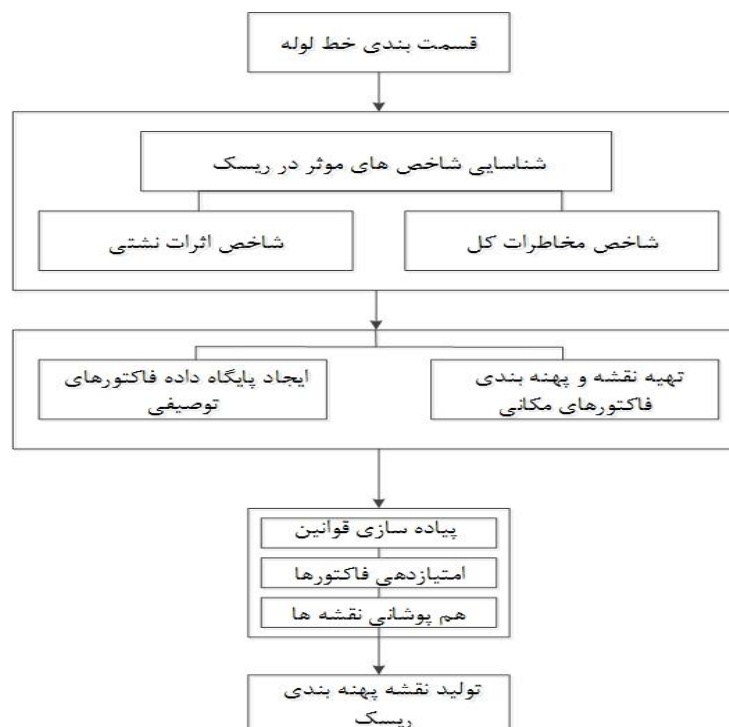 قسمت بندی خط لوله
شناسایی شاخص های موثر در ریسک
شاخص مخاطرات کل
شاخص اثرات نشتی
تهیه نقشه و پهنه بندی
فاکتورهای مکانی
ایجاد پایگاه داده فاکتورهای
توصیفی
پیاده سازی قوانین
امتیازدهی فاکتورها
هم پوشانی نقشه ها
تولید نقشه پهنه بندی
ریسک